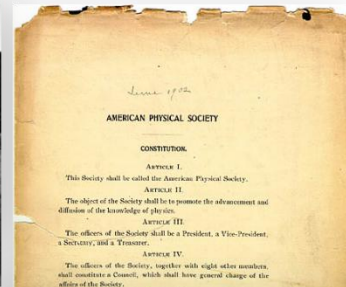 June 1902
AMERICAN PHYSICAL SOCIETY
CONSTITUTION.
ARTICLE I.
This Society shall be called the American Physical Society.
ARTICLE II.
The object of the Society shall be to promote the advancement and
diffusion of the knowledge of physics.
ARTICLE III.
The officers of the Society shall be a President, a Vice-President,
a Secretary, and a Treasurer.
ARTICLE IV.
The officers of the Society, together with eight other members,
shall constitute a Council, which shall have general charge of the
affairs of the Society.